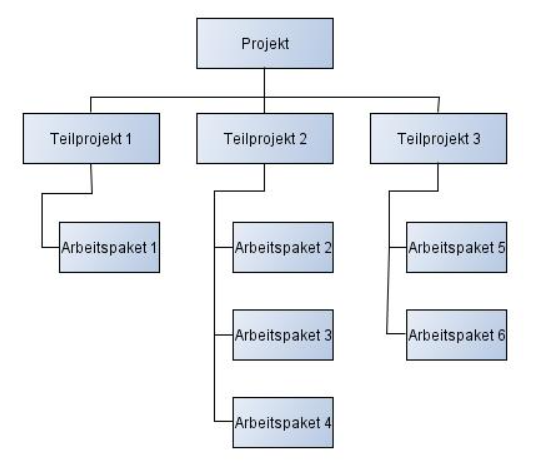 Projekt
Teilprojekt 1
Teilprojekt 2
Teilprojekt 3
Arbeitspaket 1
Arbeitspaket 2
Arbeitspaket 5
Arbeitspaket 3
Arbeitspaket 6
Arbeitspaket 4